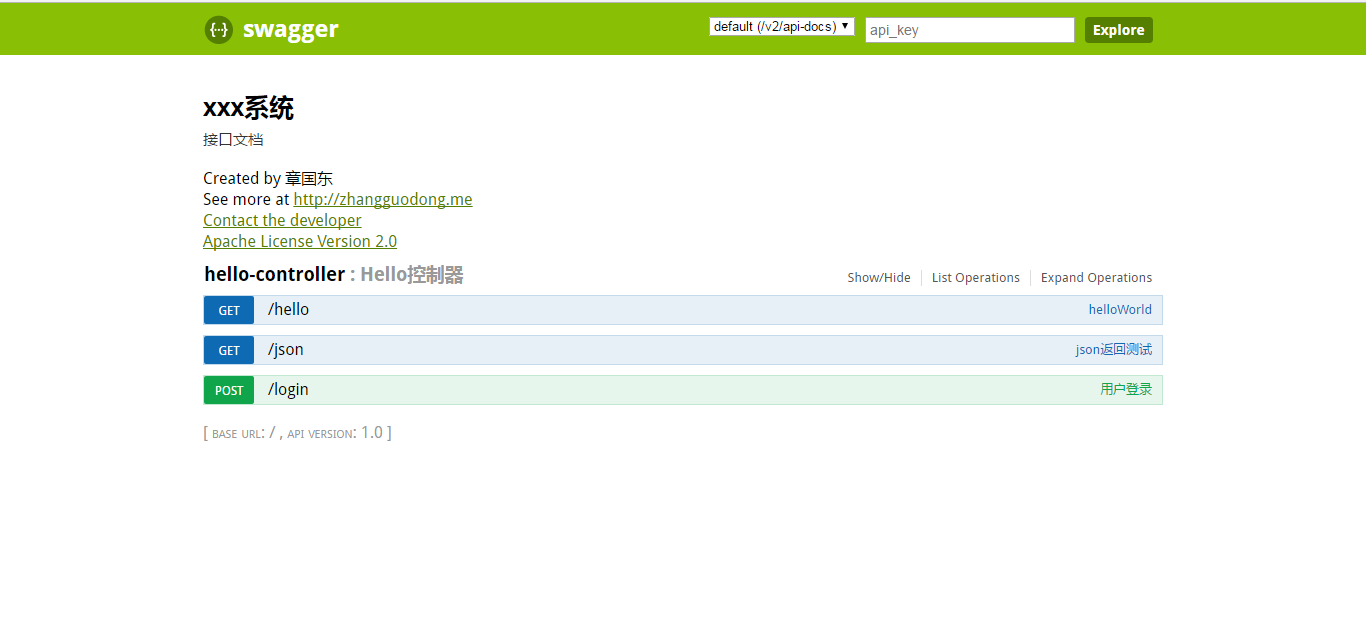 {··} swagger default (/v2/api-docs) api_key Explore
xxx系统
接口文档
Created by 章国东
See more at http://zhangguodong.me
Contact the developer
Apache License Version 2.0
hello-controller : Hello控制器 Show/Hide List Operations Expand Operations
GET /hello helloWorld
GET /json json返回测试
POST /login 用户登录
[ BASE URL: / , API VERSION: 1.0 ]